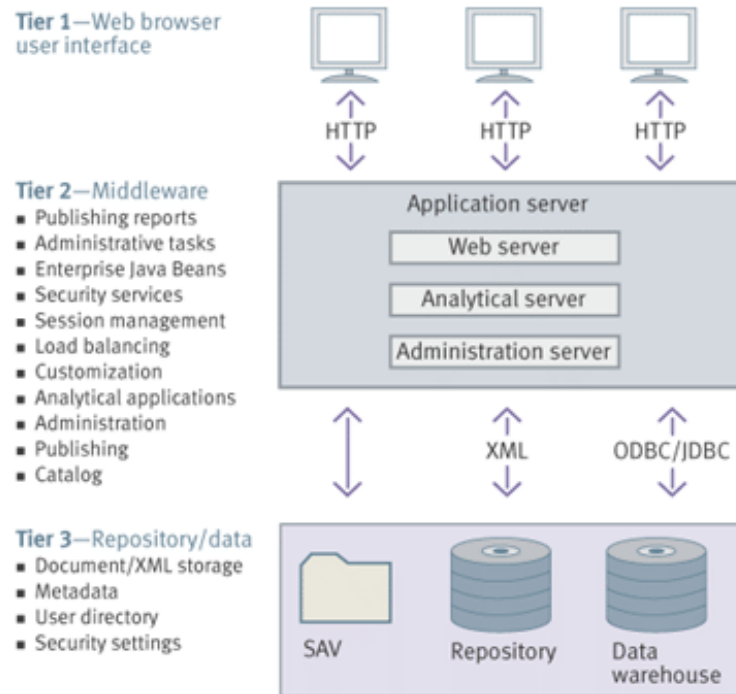 Tier 1—Web browser
user interface
HTTP HTTP HTTP
Tier 2—Middleware
▪ Publishing reports
▪ Administrative tasks
▪ Enterprise Java Beans
▪ Security services
▪ Session management
▪ Load balancing
▪ Customization
▪ Analytical applications
▪ Administration
▪ Publishing
▪ Catalog
Application server
Web server
Analytical server
Administration server
XML ODBC/JDBC
Tier 3—Repository/data
▪ Document/XML storage
▪ Metadata
▪ User directory
▪ Security settings
SAV
Repository
Data
warehouse